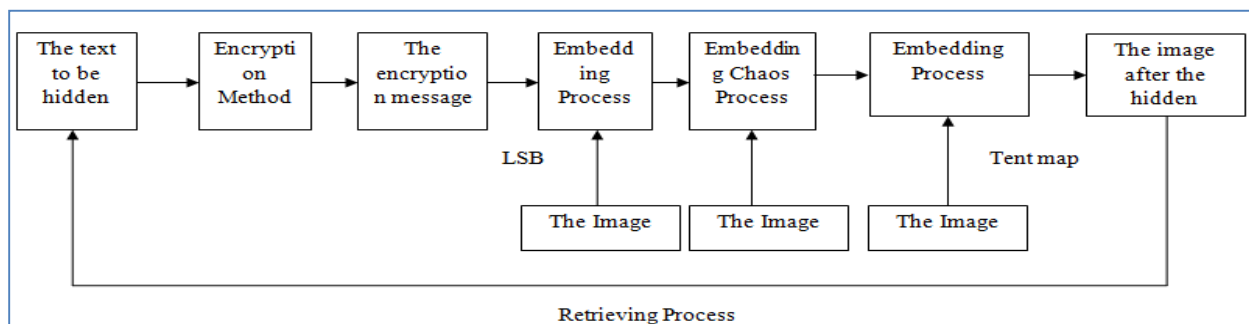 The text
to be
hidden
Encrypti
on
Method
The
encryptio
n message
Embedd
ing
Process
Embeddin
g Chaos
Process
Embedding
Process
The image
after the
hidden
LSB
Tent map
The Image
The Image
The Image
Retrieving Process